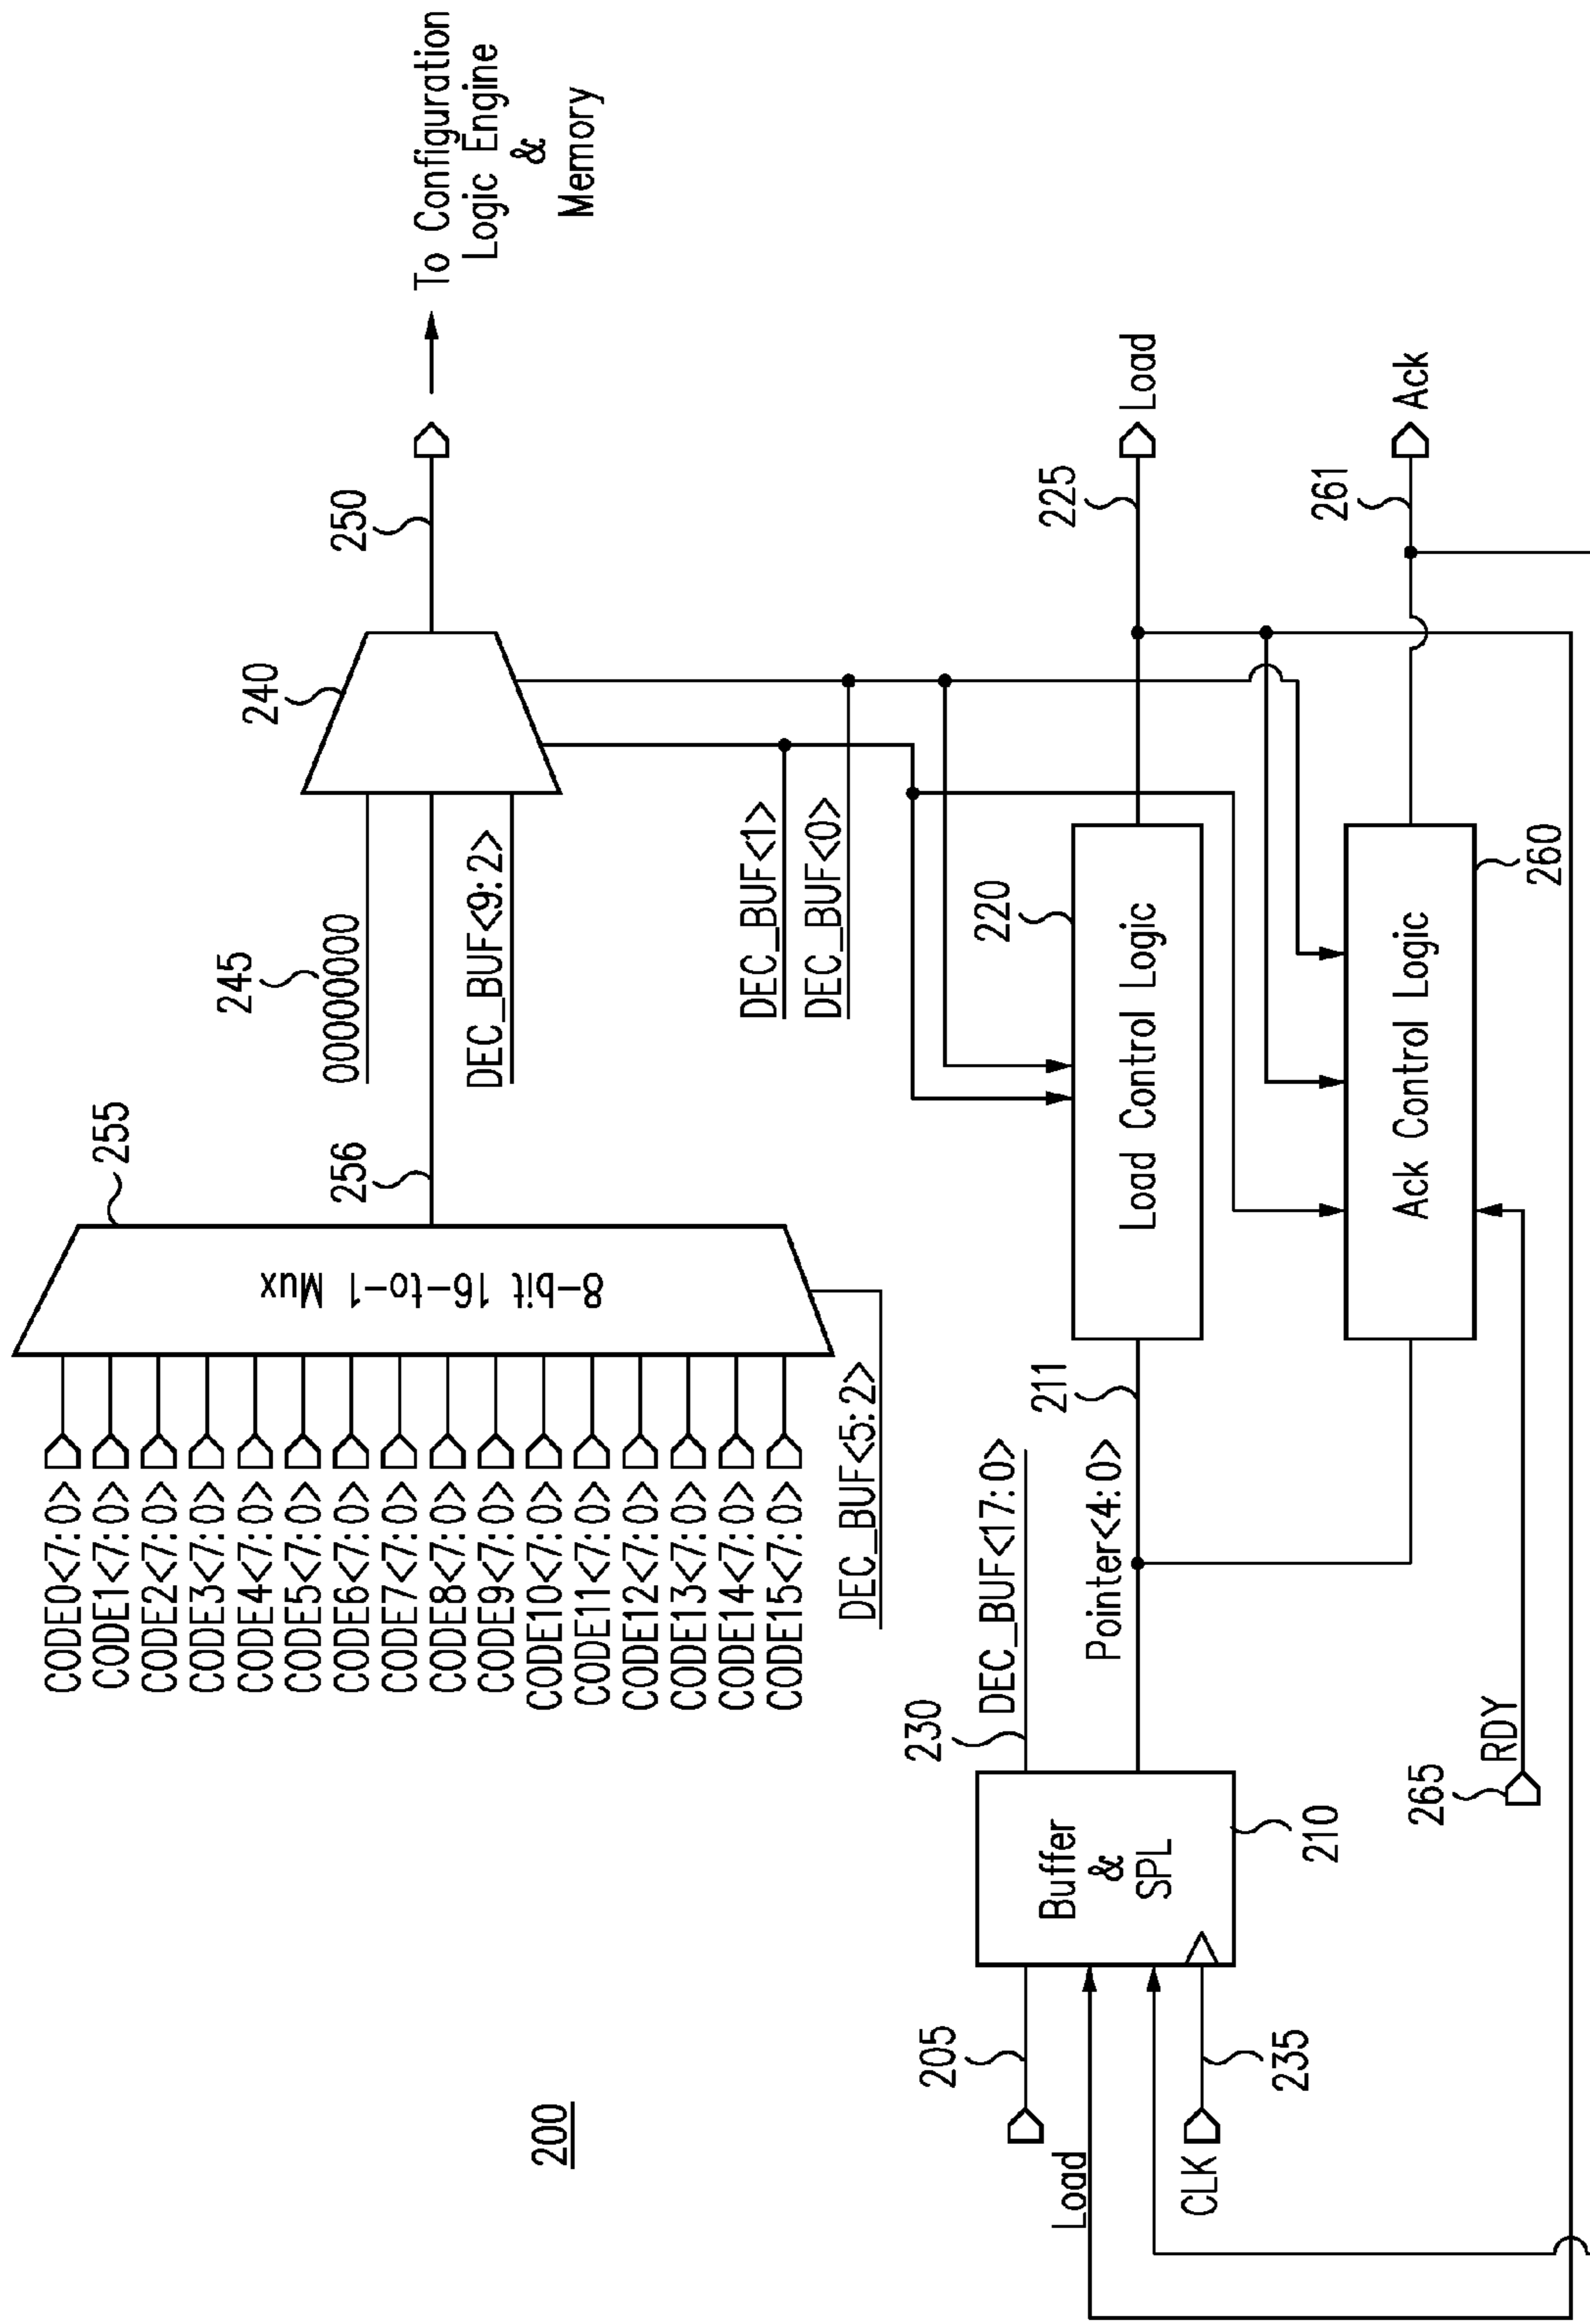 200
CODE0<7:0>
CODE1<7:0>
CODE2<7:0>
CODE3<7:0>
CODE4<7:0>
CODE5<7:0>
CODE6<7:0>
CODE7<7:0>
CODE8<7:0>
CODE9<7:0>
CODE10<7:0>
CODE11<7:0>
CODE12<7:0>
CODE13<7:0>
CODE14<7:0>
CODE15<7:0>
DEC_BUF<5:2>
8-bit 16-to-1 Mux
255
256
245
00000000
DEC_BUF<9:2>
240
250
To Configuration
Logic Engine
&
Memory
DEC_BUF<1>
DEC_BUF<0>
205
Load
CLK
235
Buffer
&
SPL
210
230
DEC_BUF<17:0>
Pointer<4:0>
211
220
Load Control Logic
225
Load
265
RDY
Ack Control Logic
260
261
Ack